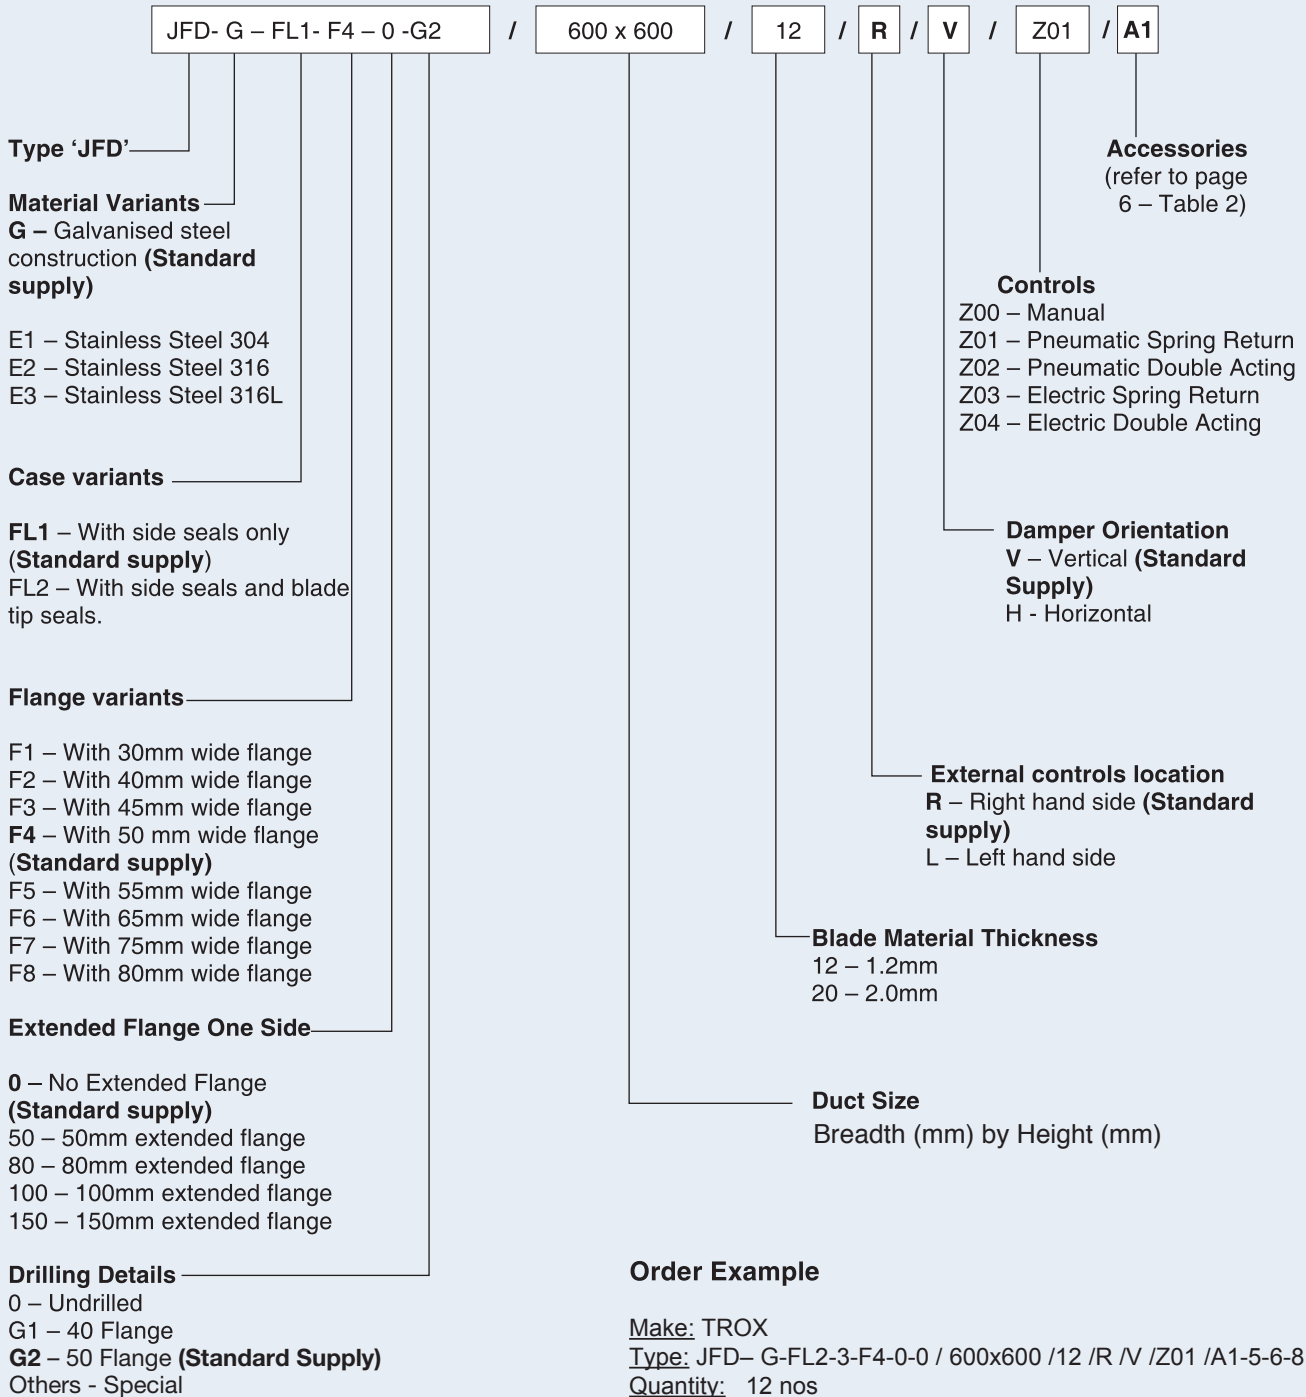 JFD- G – FL1- F4 – 0 -G2 / 600 x 600 / 12 / R / V / Z01 / A1
Type ‘JFD’
Material Variants
G – Galvanised steel
construction (Standard
supply)
E1 – Stainless Steel 304
E2 – Stainless Steel 316
E3 – Stainless Steel 316L
Case variants
FL1 – With side seals only
(Standard supply)
FL2 – With side seals and blade
tip seals.
Flange variants
F1 – With 30mm wide flange
F2 – With 40mm wide flange
F3 – With 45mm wide flange
F4 – With 50 mm wide flange
(Standard supply)
F5 – With 55mm wide flange
F6 – With 65mm wide flange
F7 – With 75mm wide flange
F8 – With 80mm wide flange
Extended Flange One Side
0 – No Extended Flange
(Standard supply)
50 – 50mm extended flange
80 – 80mm extended flange
100 – 100mm extended flange
150 – 150mm extended flange
Drilling Details
0 – Undrilled
G1 – 40 Flange
G2 – 50 Flange (Standard Supply)
Others - Special
Accessories
(refer to page
6 – Table 2)
Controls
Z00 – Manual
Z01 – Pneumatic Spring Return
Z02 – Pneumatic Double Acting
Z03 – Electric Spring Return
Z04 – Electric Double Acting
Damper Orientation
V – Vertical (Standard
Supply)
H - Horizontal
External controls location
R – Right hand side (Standard
supply)
L – Left hand side
Blade Material Thickness
12 – 1.2mm
20 – 2.0mm
Duct Size
Breadth (mm) by Height (mm)
Order Example
Make: TROX
Type: JFD– G-FL2-3-F4-0-0 / 600x600 /12 /R /V /Z01 /A1-5-6-8
Quantity: 12 nos